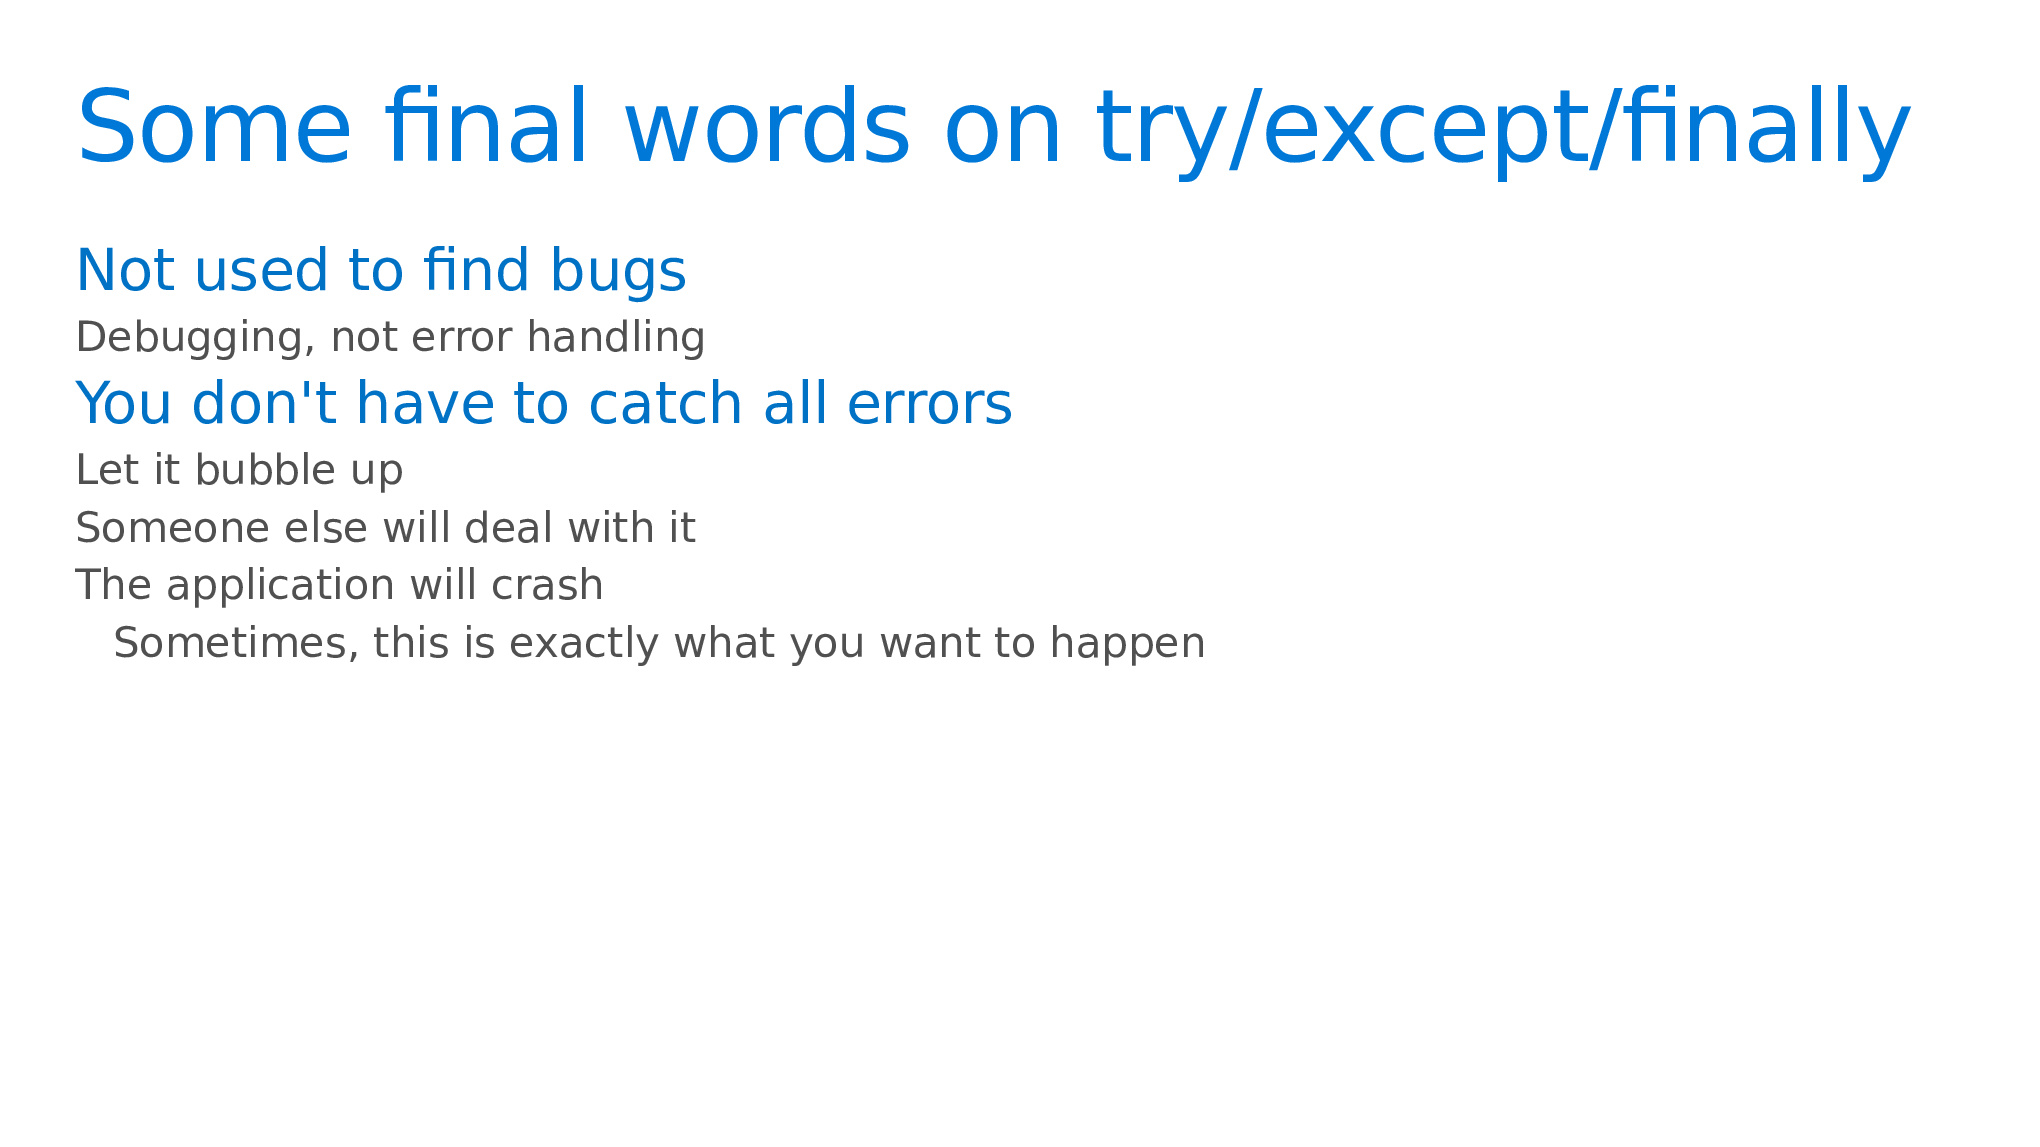 Some final words on try/except/finally
Not used to find bugs
Debugging, not error handling
You don't have to catch all errors
Let it bubble up
Someone else will deal with it
The application will crash
Sometimes, this is exactly what you want to happen